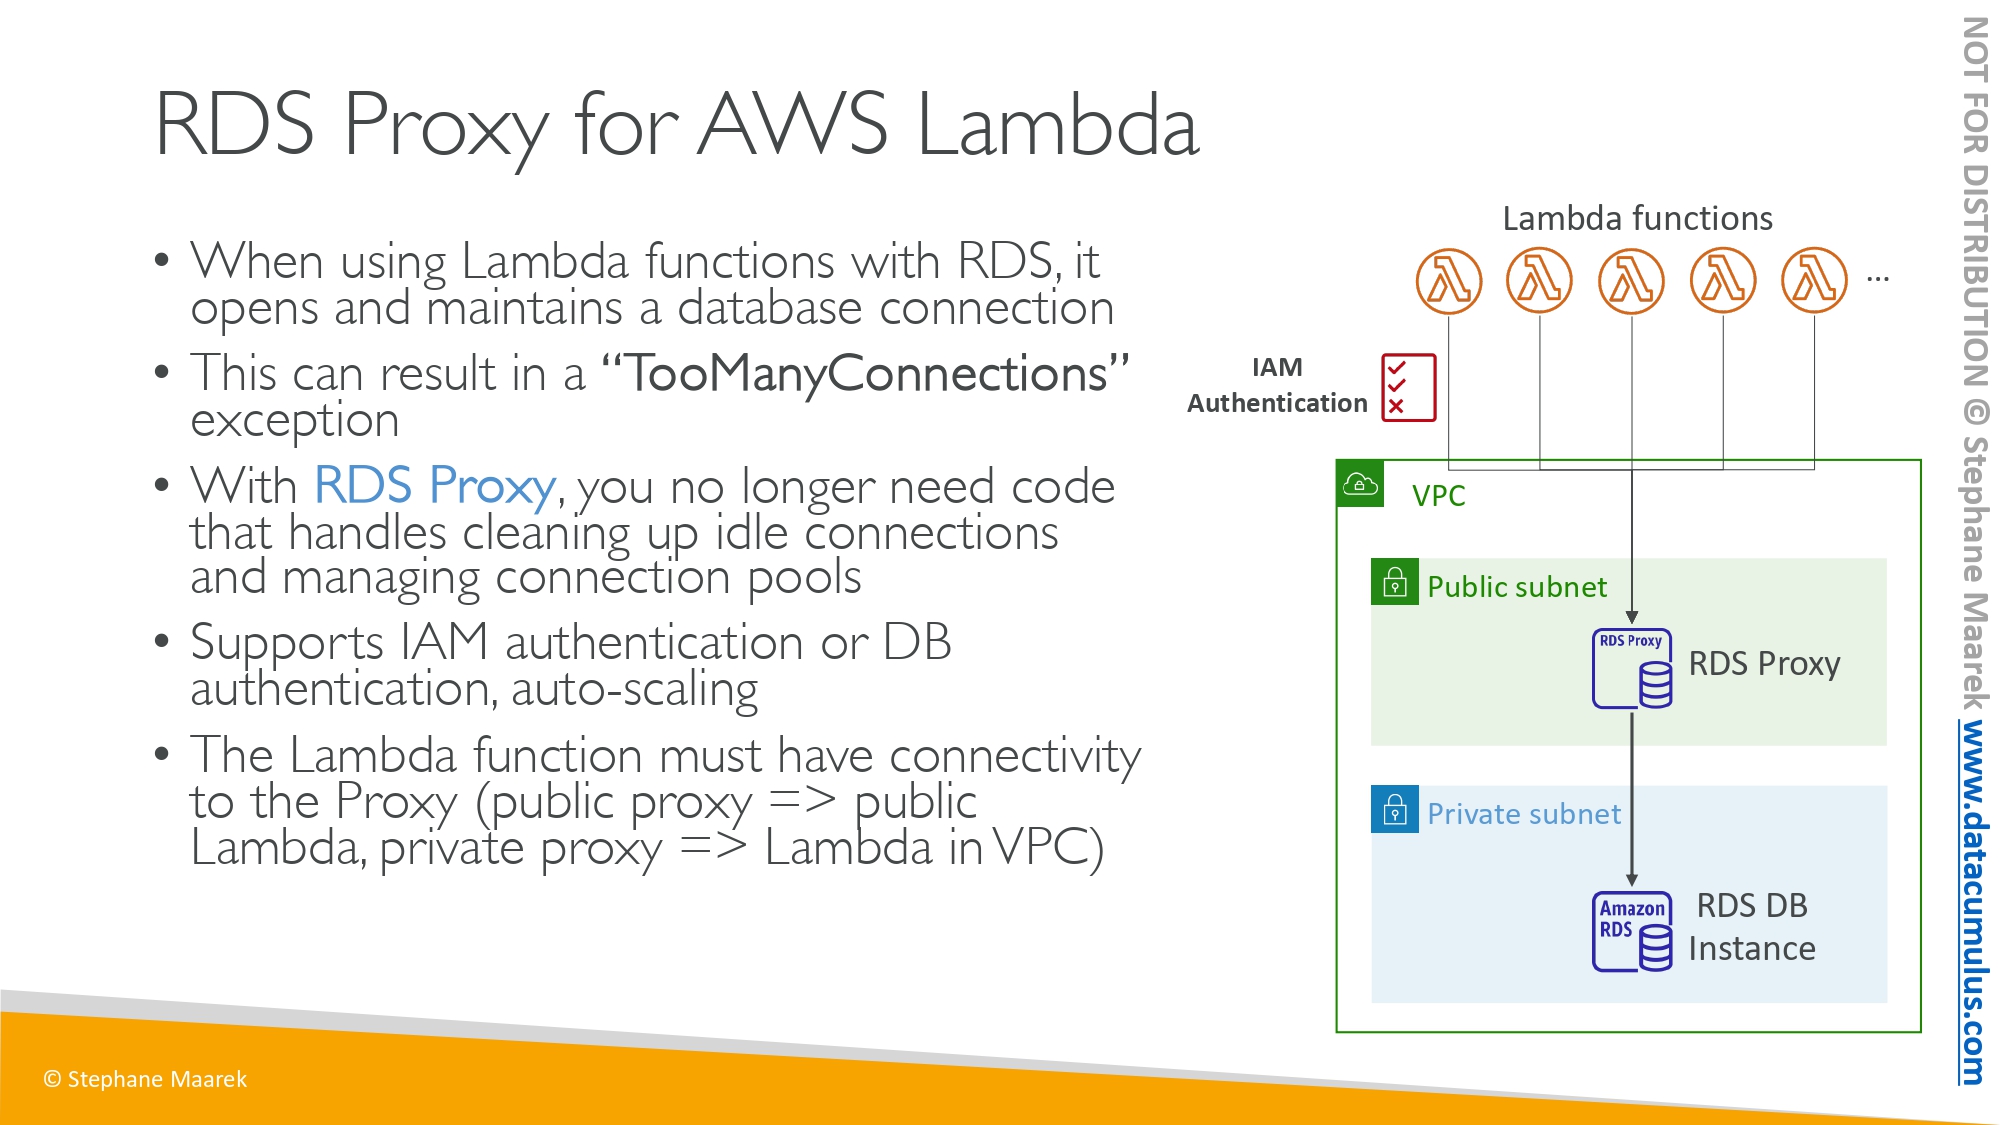 RDS Proxy for AWS Lambda
• When using Lambda functions with RDS, it
opens and maintains a database connection
• This can result in a “TooManyConnections”
exception
• With RDS Proxy, you no longer need code
that handles cleaning up idle connections
and managing connection pools
• Supports IAM authentication or DB
authentication, auto-scaling
• The Lambda function must have connectivity
to the Proxy (public proxy => public
Lambda, private proxy => Lambda in VPC)
Lambda functions
...
IAM
Authentication
VPC
Public subnet
RDS Proxy
RDS Proxy
Private subnet
Amazon
RDS
RDS DB
Instance
© Stephane Maarek
NOT FOR DISTRIBUTION © Stephane Maarek www.datacumulus.com